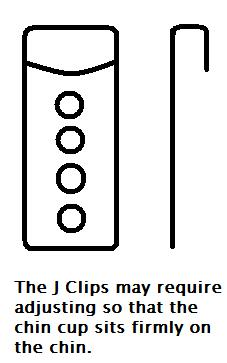 The J Clips may require
adjusting so that the
chin cup sits firmly on
the chin.